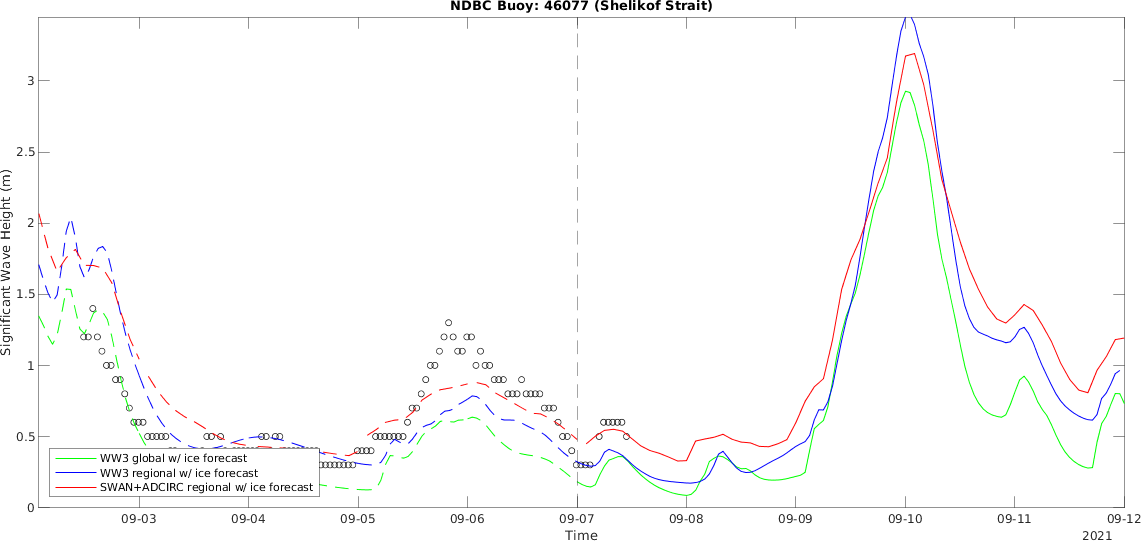 NDBC Buoy: 46077 (Shelikof Strait)
Significant Wave Height (m)
3
2.5
2
1.5
1
0.5
0
WW3 global w/ ice forecast
WW3 regional w/ ice forecast
SWAN+ADCIRC regional w/ ice forecast
09-03 09-04 09-05 09-06 09-07 09-08 09-09 09-10 09-11 09-12
Time
2021